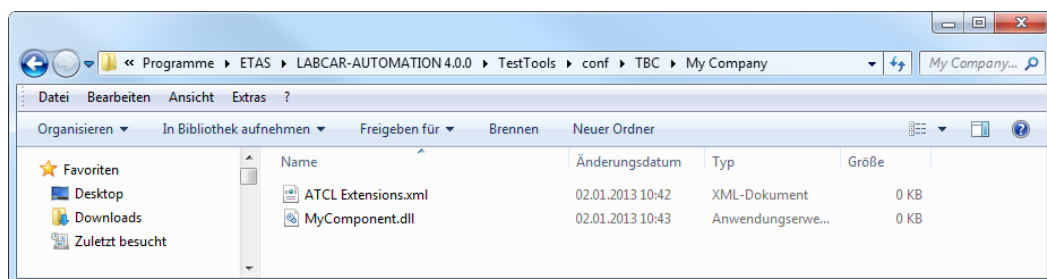 « Programme ▸ ETAS ▸ LABCAR-AUTOMATION 4.0.0 ▸ TestTools ▸ conf ▸ TBC ▸ My Company My Company...
Datei Bearbeiten Ansicht Extras ?
Organisieren In Bibliothek aufnehmen Freigeben für Brennen Neuer Ordner
Favoriten
Desktop
Downloads
Zuletzt besucht
Name Änderungsdatum Typ Größe
ATCL Extensions.xml 02.01.2013 10:42 XML-Dokument 0 KB
MyComponent.dll 02.01.2013 10:43 Anwendungserwe... 0 KB